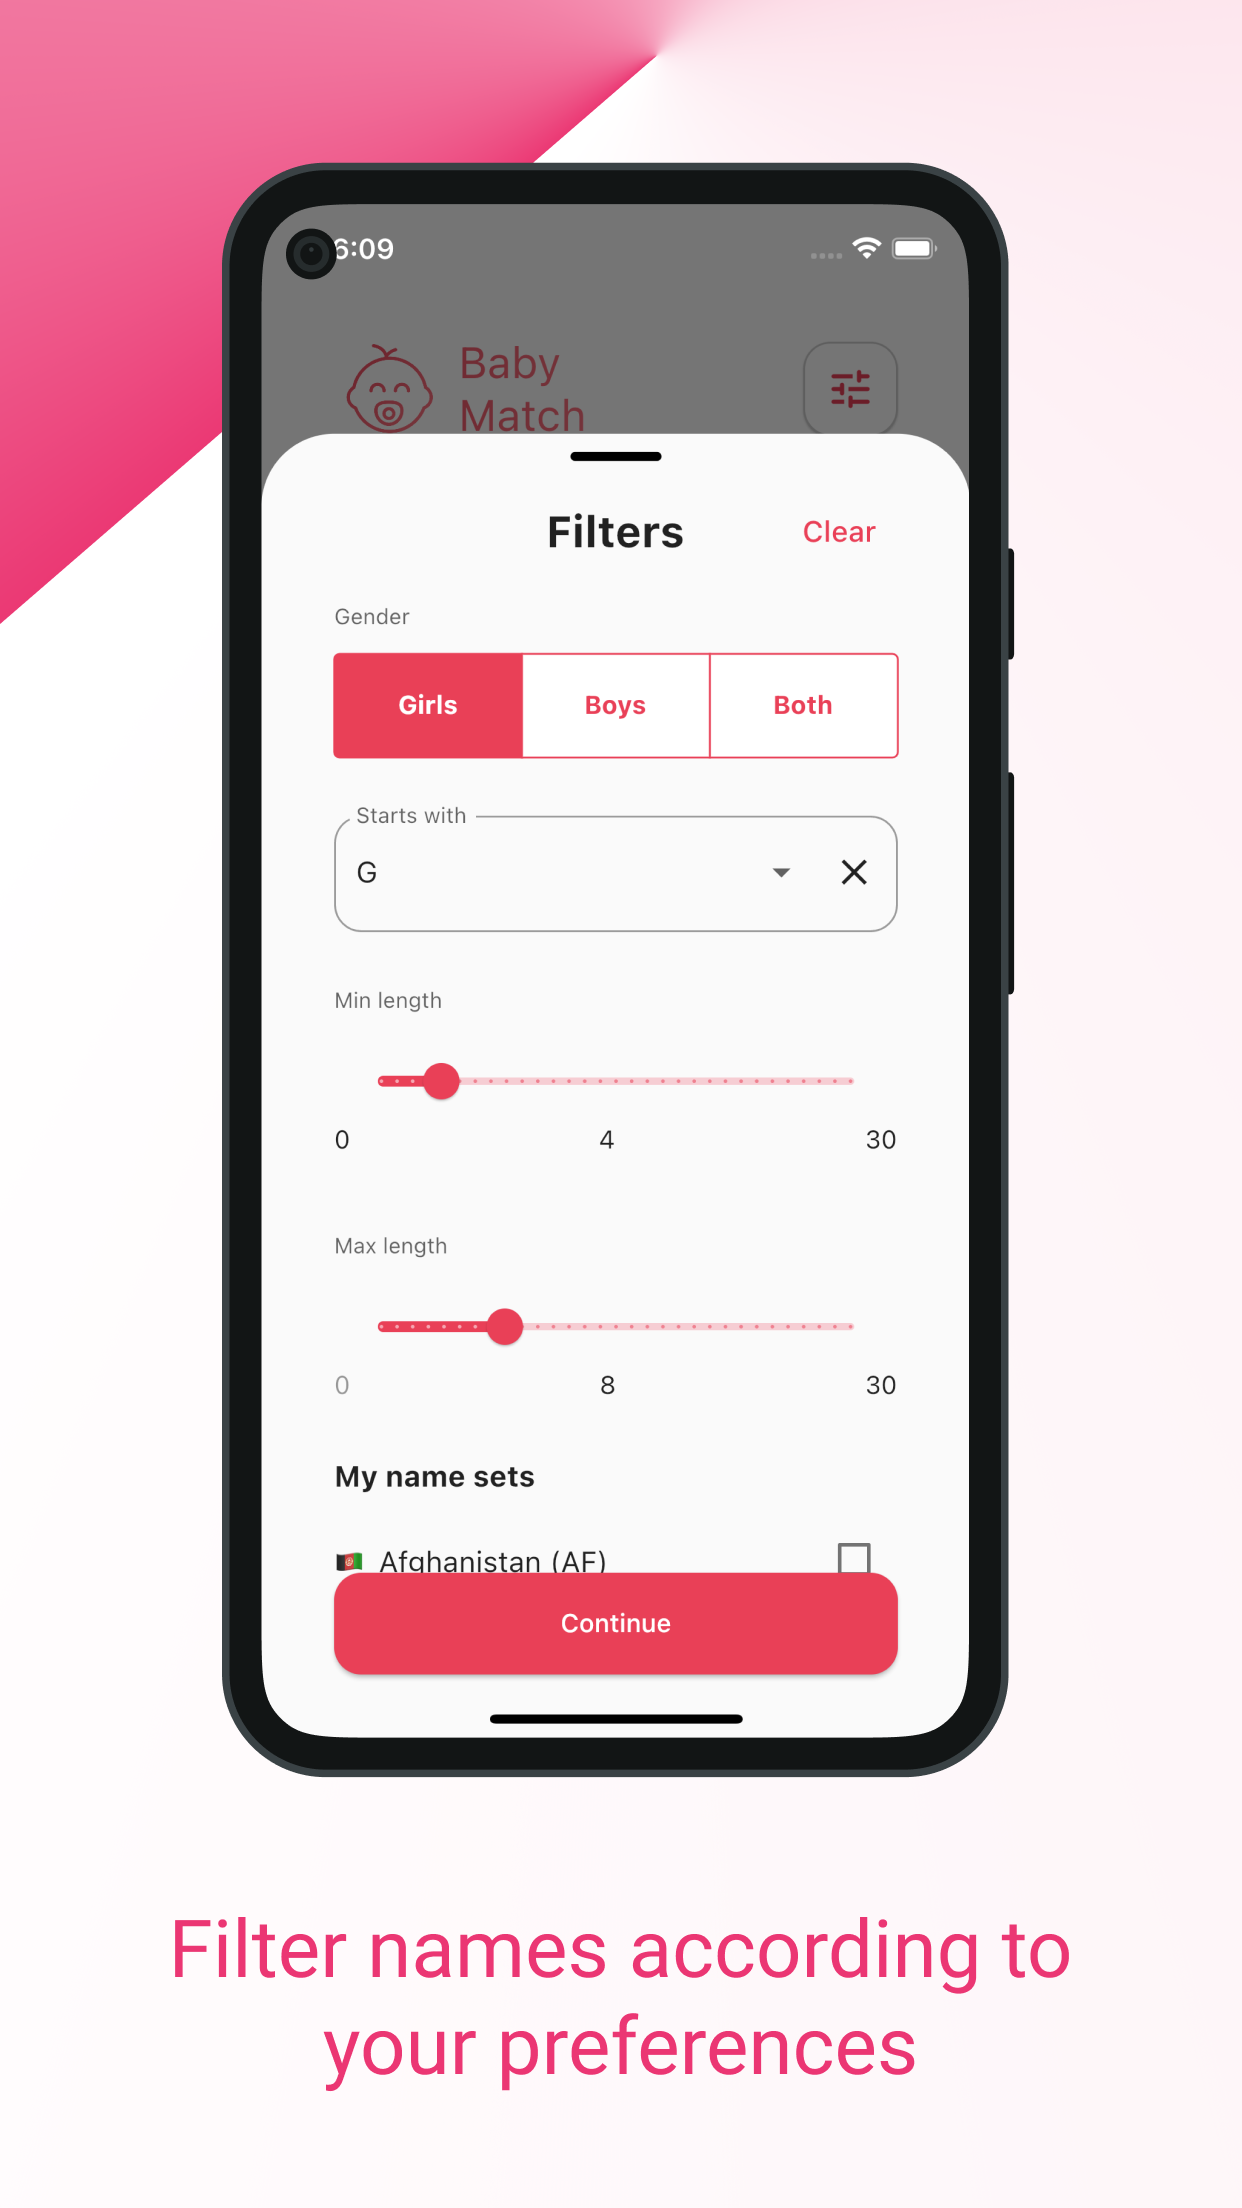 6:09
Baby
Match
Filters
Clear
Gender
Girls
Boys
Both
Starts with
G
Min length
0
4
30
Max length
0
8
30
My name sets
Afghanistan (AF)
Continue
Filter names according to
your preferences